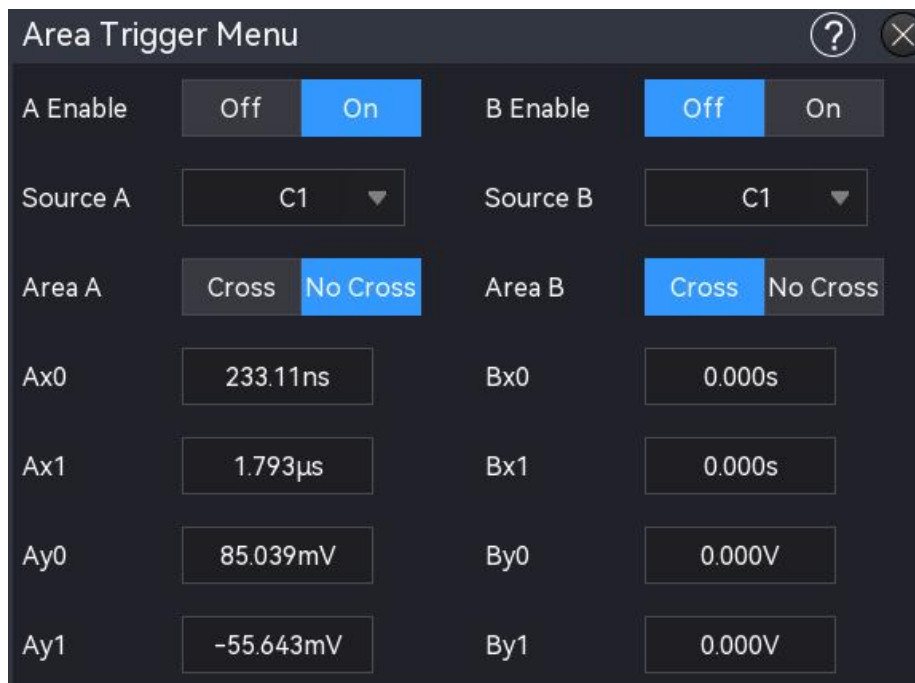 Area Trigger Menu ?
A Enable Off On B Enable Off On
Source A C1 Source B C1
Area A Cross No Cross Area B Cross No Cross
Ax0 233.11ns Bx0 0.000s
Ax1 1.793μs Bx1 0.000s
Ay0 85.039mV By0 0.000V
Ay1 -55.643mV By1 0.000V